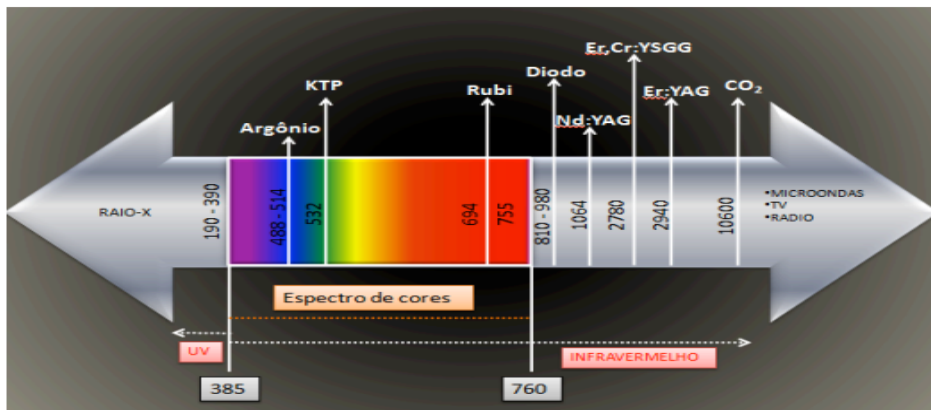 Er,Cr:YSGG
Diodo
KTP
Rubi
Er:YAG
CO₂
Argônio
Nd:YAG
RAIO-X
190 - 390
488 - 514
532
694
755
810 - 980
1064
2780
2940
10600
•MICROONDAS
•TV
•RADIO
Espectro de cores
UV
INFRAVERMELHO
385
760